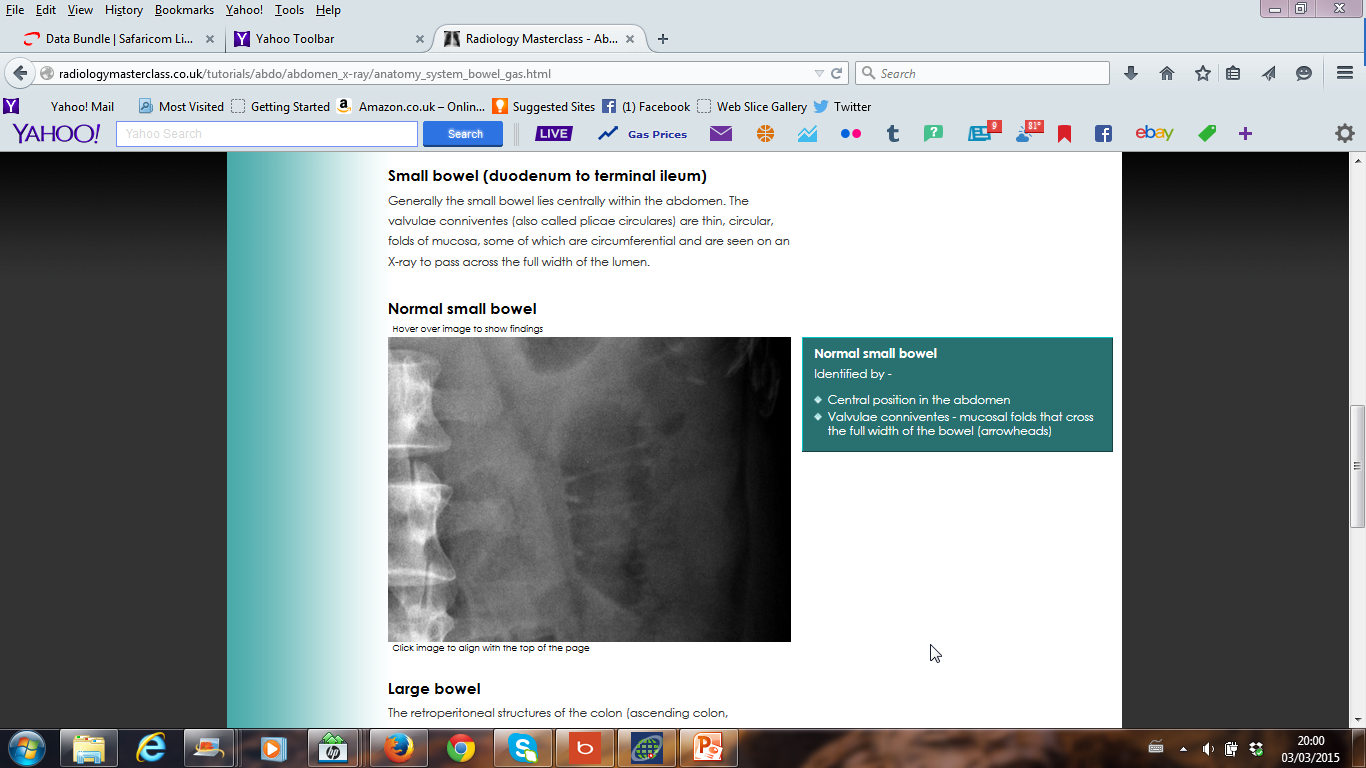 File Edit View History Bookmarks Yahoo! Tools Help
Data Bundle | Safaricom Li... Yahoo Toolbar Radiology Masterclass - Ab...
radiologymasterclass.co.uk/tutorials/abdo/abdomen_x-ray/anatomy_system_bowel_gas.html Search
Yahoo! Mail Most Visited Getting Started Amazon.co.uk – Onlin... Suggested Sites (1) Facebook Web Slice Gallery Twitter
YAHOO! Yahoo Search Search LIVE Gas Prices 9 81° ebay
Small bowel (duodenum to terminal ileum)
Generally the small bowel lies centrally within the abdomen. The
valvulae conniventes (also called plicae circulares) are thin, circular,
folds of mucosa, some of which are circumferential and are seen on an
X-ray to pass across the full width of the lumen.
Normal small bowel
Hover over image to show findings
Normal small bowel
Identified by -
Central position in the abdomen
Valvulae conniventes - mucosal folds that cross
the full width of the bowel (arrowheads)
Click image to align with the top of the page
Large bowel
The retroperitoneal structures of the colon (ascending colon,
20:00
03/03/2015